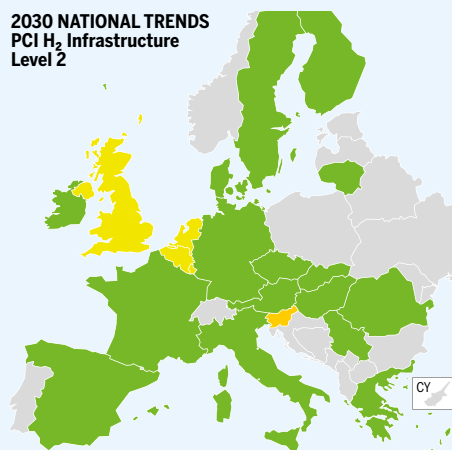 2030 NATIONAL TRENDS
PCI H₂ Infrastructure
Level 2
CY